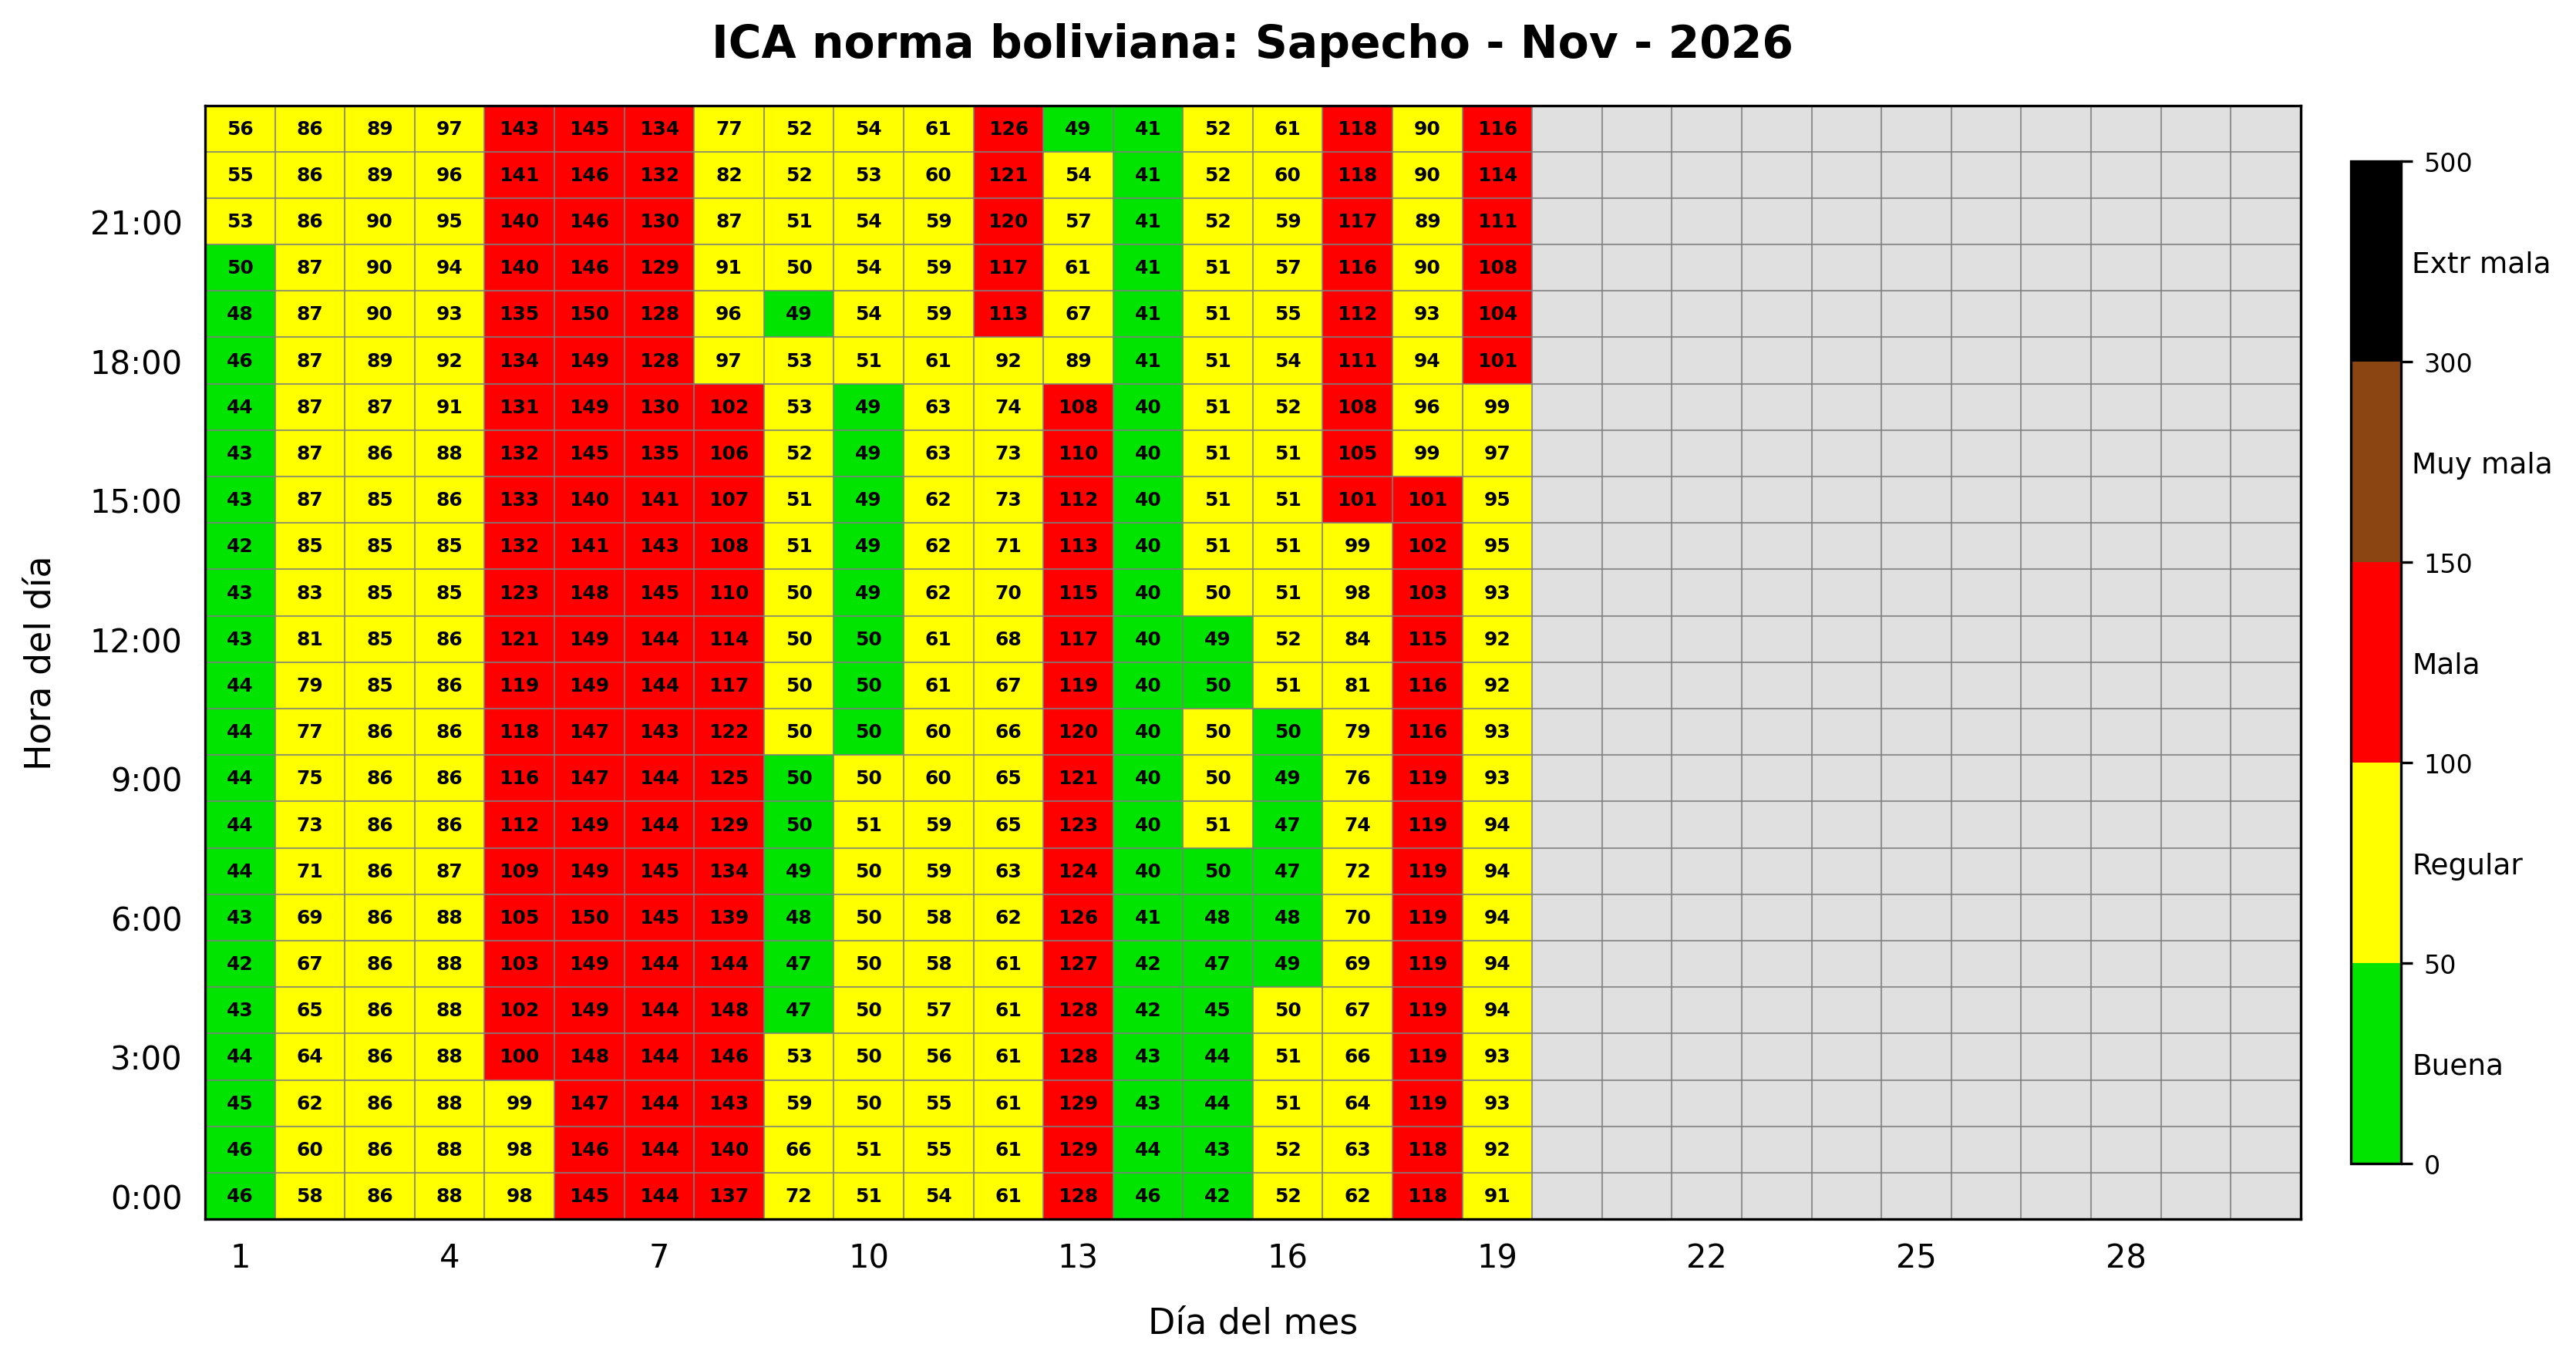 ICA norma boliviana: Sapecho - Nov - 2026
56 86 89 97 143 145 134 77 52 54 61 126 49 41 52 61 118 90 116
55 86 89 96 141 146 132 82 52 53 60 121 54 41 52 60 118 90 114
21:00 53 86 90 95 140 146 130 87 51 54 59 120 57 41 52 59 117 89 111
50 87 90 94 140 146 129 91 50 54 59 117 61 41 51 57 116 90 108
48 87 90 93 135 150 128 96 49 54 59 113 67 41 51 55 112 93 104
18:00 46 87 89 92 134 149 128 97 53 51 61 92 89 41 51 54 111 94 101
44 87 87 91 131 149 130 102 53 49 63 74 108 40 51 52 108 96 99
43 87 86 88 132 145 135 106 52 49 63 73 110 40 51 51 105 99 97
15:00 43 87 85 86 133 140 141 107 51 49 62 73 112 40 51 51 101 101 95
42 85 85 85 132 141 143 108 51 49 62 71 113 40 51 51 99 102 95
43 83 85 85 123 148 145 110 50 49 62 70 115 40 50 51 98 103 93
12:00 43 81 85 86 121 149 144 114 50 50 61 68 117 40 49 52 84 115 92
44 79 85 86 119 149 144 117 50 50 61 67 119 40 50 51 81 116 92
44 77 86 86 118 147 143 122 50 50 60 66 120 40 50 50 79 116 93
9:00 44 75 86 86 116 147 144 125 50 50 60 65 121 40 50 49 76 119 93
44 73 86 86 112 149 144 129 50 51 59 65 123 40 51 47 74 119 94
44 71 86 87 109 149 145 134 49 50 59 63 124 40 50 47 72 119 94
6:00 43 69 86 88 105 150 145 139 48 50 58 62 126 41 48 48 70 119 94
42 67 86 88 103 149 144 144 47 50 58 61 127 42 47 49 69 119 94
43 65 86 88 102 149 144 148 47 50 57 61 128 42 45 50 67 119 94
3:00 44 64 86 88 100 148 144 146 53 50 56 61 128 43 44 51 66 119 93
45 62 86 88 99 147 144 143 59 50 55 61 129 43 44 51 64 119 93
46 60 86 88 98 146 144 140 66 51 55 61 129 44 43 52 63 118 92
0:00 46 58 86 88 98 145 144 137 72 51 54 61 128 46 42 52 62 118 91
1 4 7 10 13 16 19 22 25 28
Día del mes
Hora del día
500
Extr mala
300
Muy mala
150
Mala
100
Regular
50
Buena
0